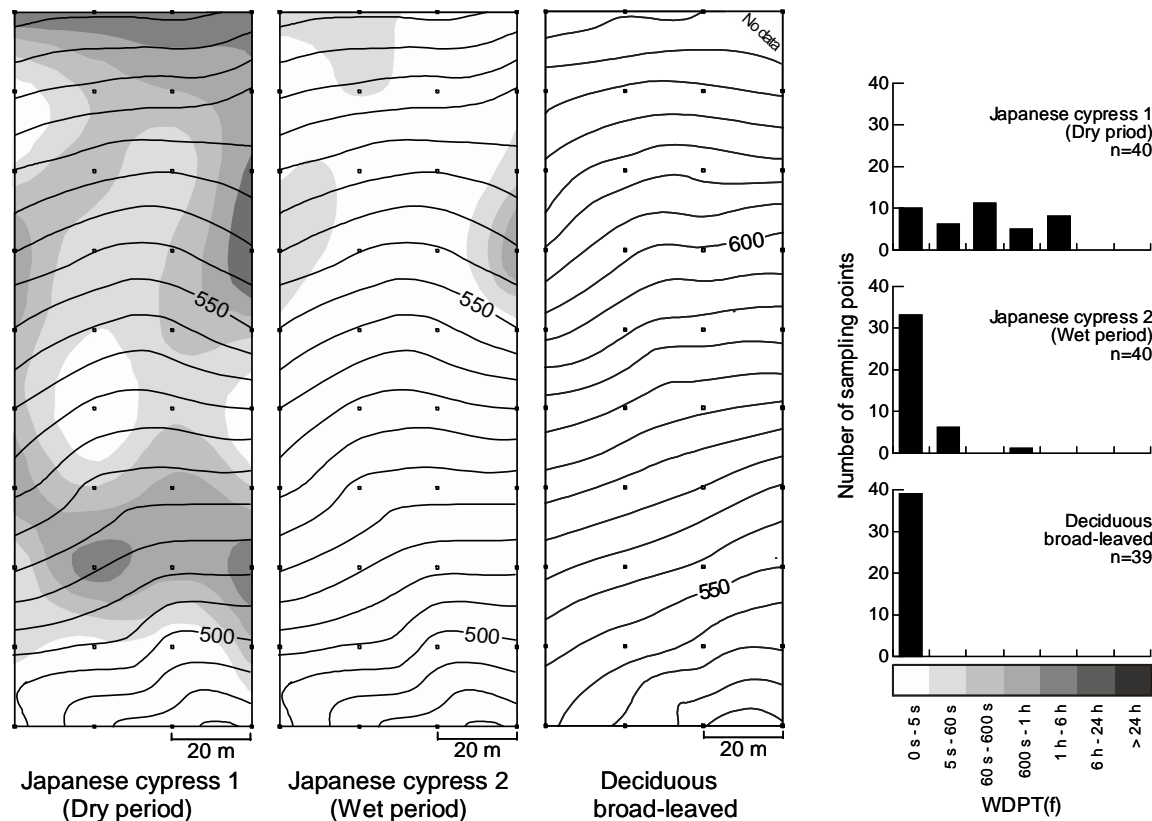 No data
600
550
550
550
500
500
20 m
20 m
20 m
Japanese cypress 1
(Dry period)
Japanese cypress 2
(Wet period)
Deciduous
broad-leaved
Number of sampling points
40
30
20
10
0
Japanese cypress 1
(Dry priod)
n=40
40
30
20
10
0
Japanese cypress 2
(Wet period)
n=40
40
30
20
10
0
Deciduous
broad-leaved
n=39
0 s - 5 s
5 s - 60 s
60 s - 600 s
600 s - 1 h
1 h - 6 h
6 h - 24 h
> 24 h
WDPT(f)